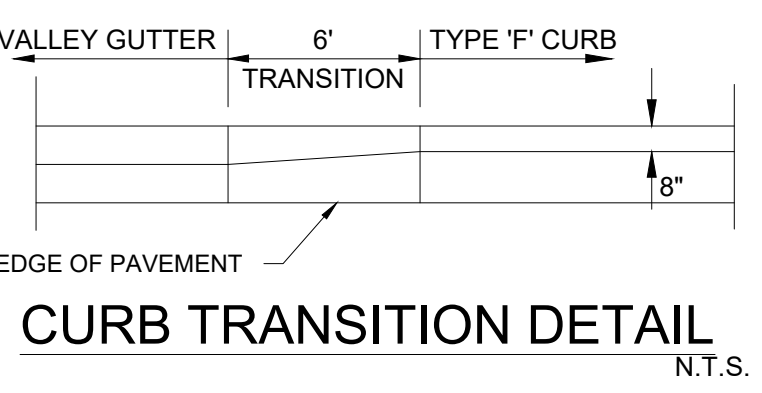 VALLEY GUTTER
6'
TRANSITION
TYPE 'F' CURB
8"
EDGE OF PAVEMENT
CURB TRANSITION DETAIL
N.T.S.